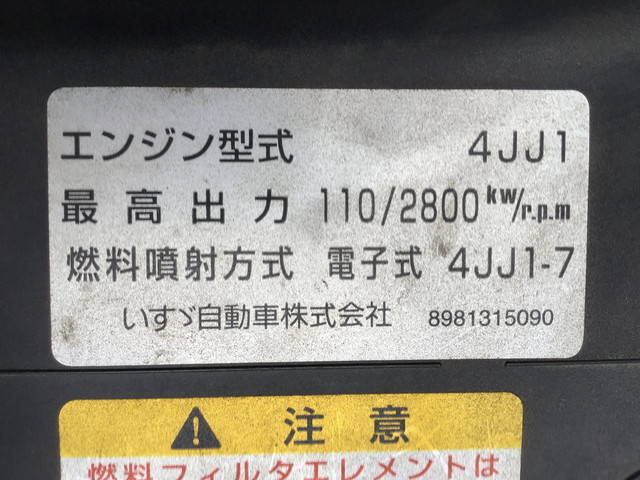 エンジン型式 4JJ1
最高出力 110/2800 kw/r.p.m
燃料噴射方式 電子式 4JJ1-7
いすゞ自動車株式会社 8981315090
注意
燃料フィルタエレメントは